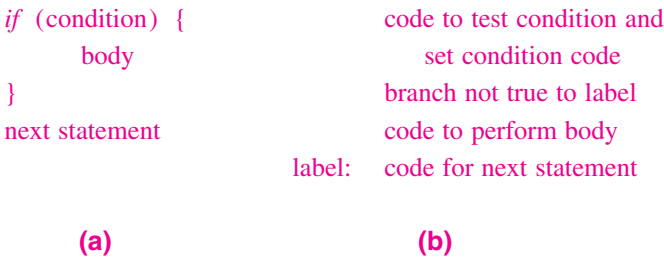 if (condition) { code to test condition and
body set condition code
} branch not true to label
next statement code to perform body
label: code for next statement
(a) (b)